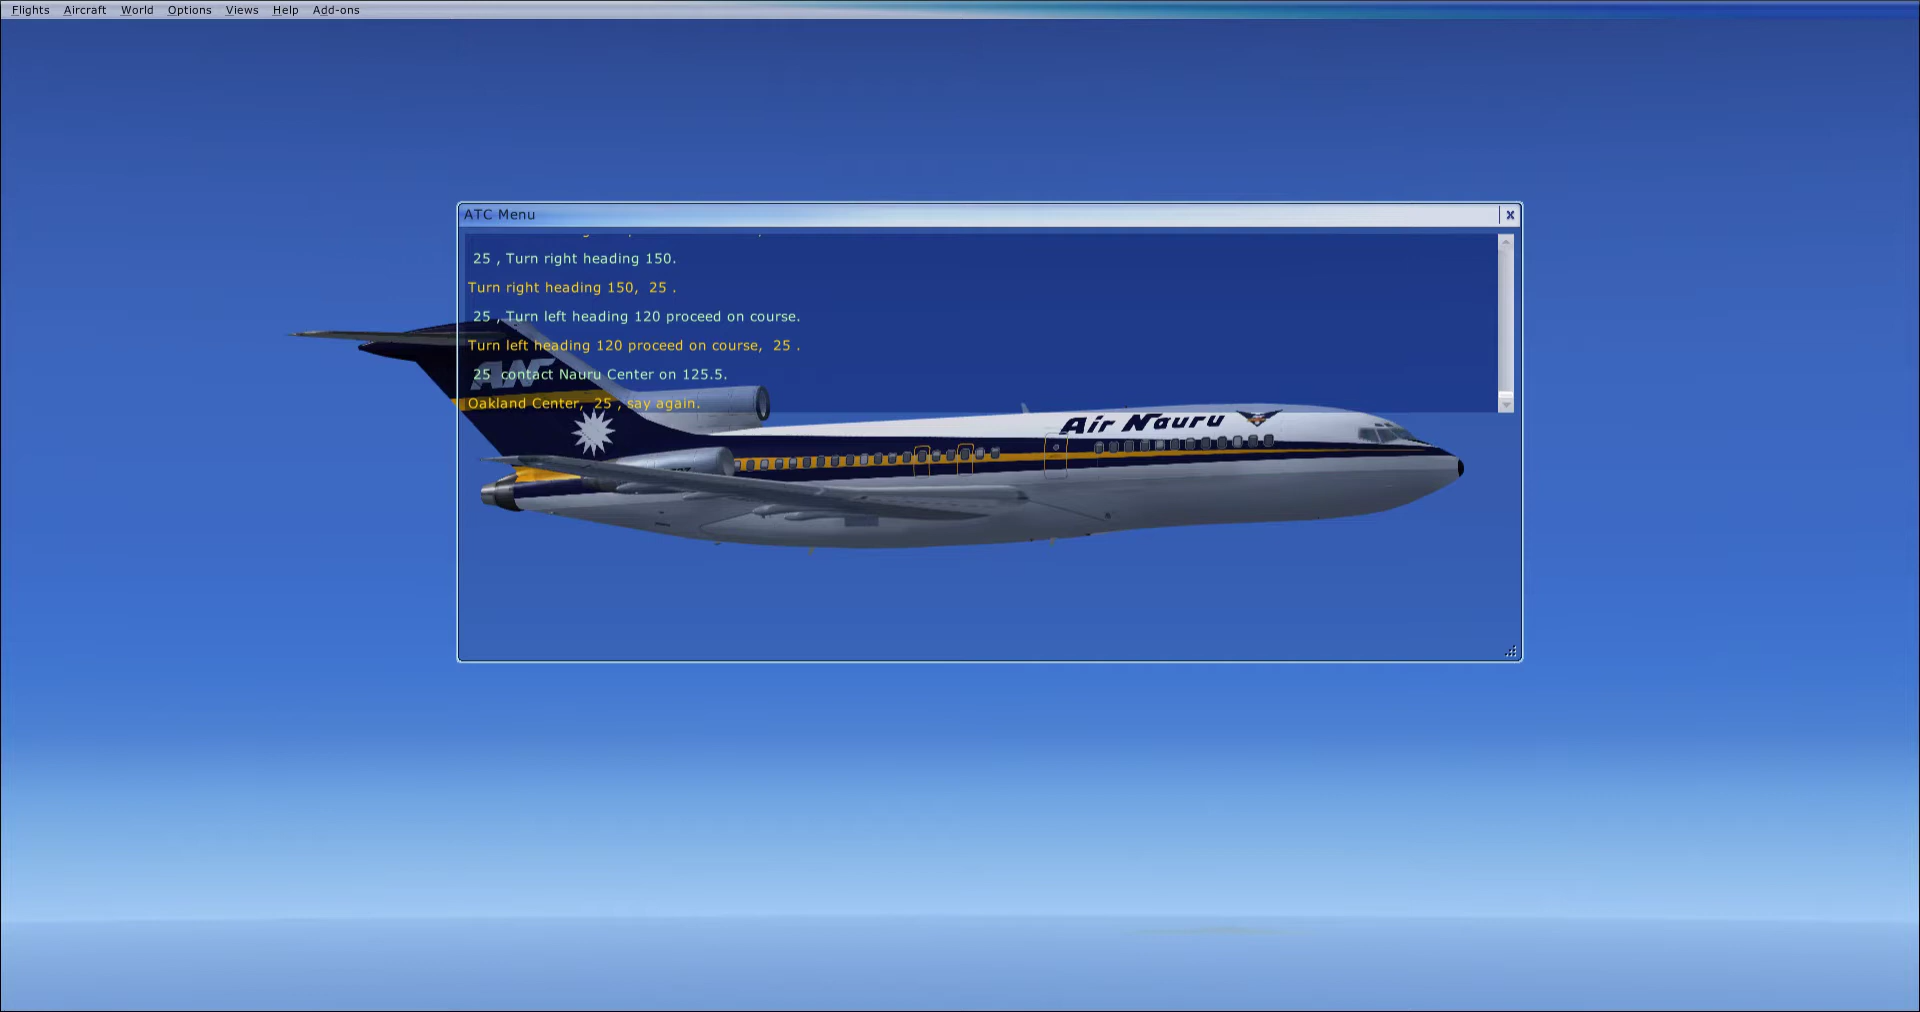 Flights Aircraft World Options Views Help Add-ons
ATC Menu
25 , Turn right heading 150.
Turn right heading 150, 25 .
25 , Turn left heading 120 proceed on course.
Turn left heading 120 proceed on course, 25 .
25 contact Nauru Center on 125.5.
Oakland Center, 25 , say again.
AN
Air Nauru